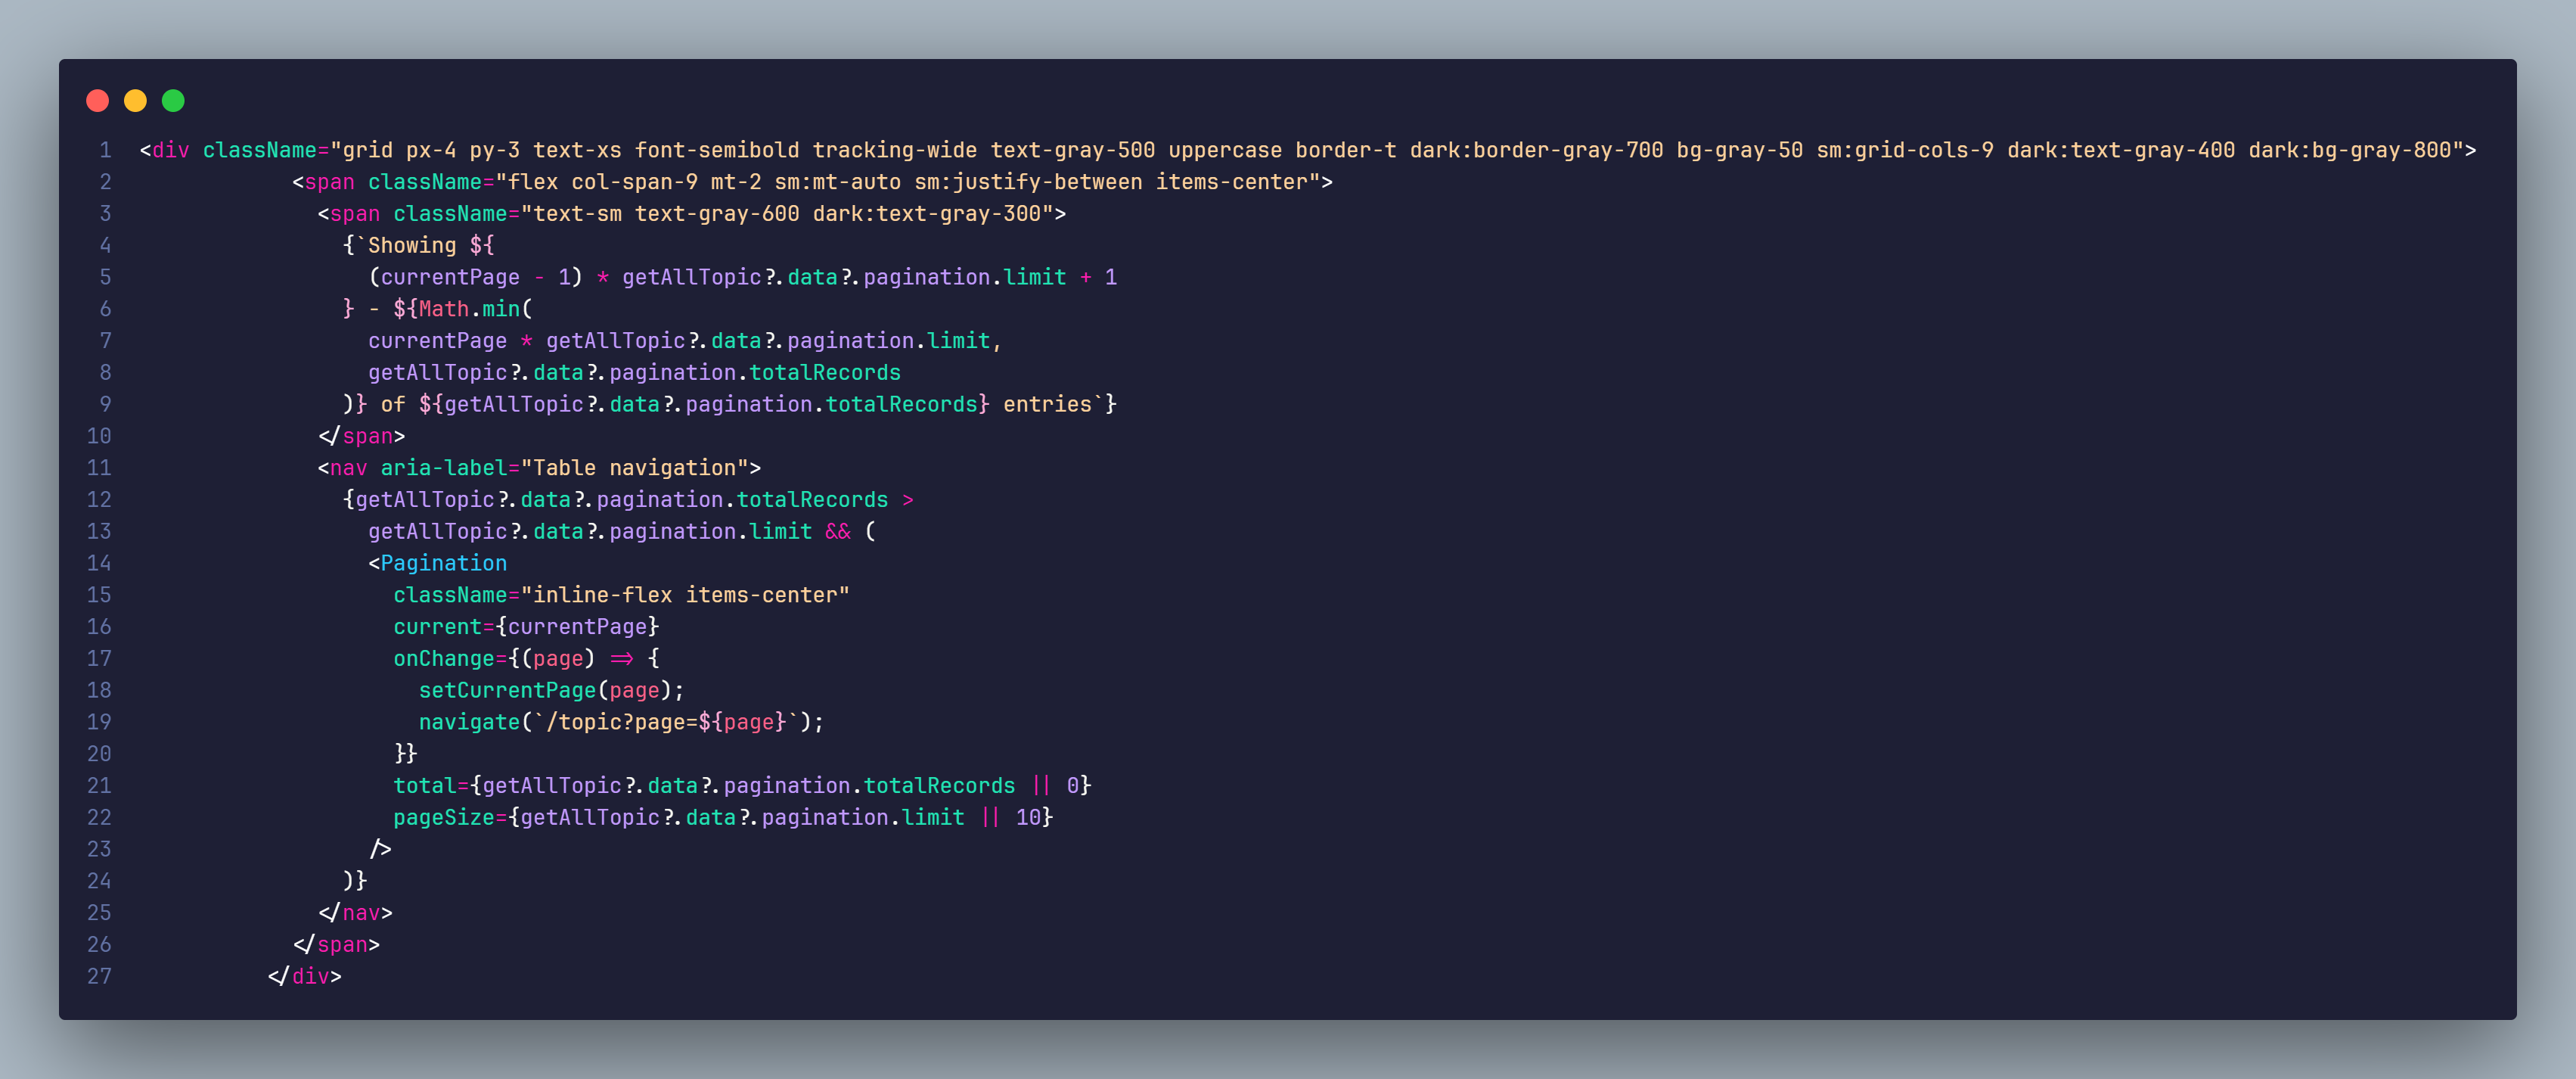 1 <div className="grid px-4 py-3 text-xs font-semibold tracking-wide text-gray-500 uppercase border-t dark:border-gray-700 bg-gray-50 sm:grid-cols-9 dark:text-gray-400 dark:bg-gray-800">
2             <span className="flex col-span-9 mt-2 sm:mt-auto sm:justify-between items-center">
3               <span className="text-sm text-gray-600 dark:text-gray-300">
4                 {`Showing ${
5                   (currentPage - 1) * getAllTopic?.data?.pagination.limit + 1
6                 } - ${Math.min(
7                   currentPage * getAllTopic?.data?.pagination.limit,
8                   getAllTopic?.data?.pagination.totalRecords
9                 )} of ${getAllTopic?.data?.pagination.totalRecords} entries`}
10               </span>
11               <nav aria-label="Table navigation">
12                 {getAllTopic?.data?.pagination.totalRecords >
13                   getAllTopic?.data?.pagination.limit && (
14                   <Pagination
15                     className="inline-flex items-center"
16                     current={currentPage}
17                     onChange={(page) => {
18                       setCurrentPage(page);
19                       navigate(`/topic?page=${page}`);
20                     }}
21                     total={getAllTopic?.data?.pagination.totalRecords || 0}
22                     pageSize={getAllTopic?.data?.pagination.limit || 10}
23                   />
24                 )}
25               </nav>
26             </span>
27           </div>